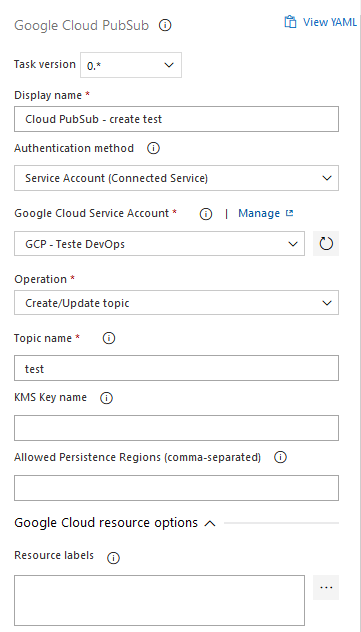 Google Cloud PubSub
View YAML
Task version 0.*
Display name *
Cloud PubSub - create test
Authentication method
Service Account (Connected Service)
Google Cloud Service Account * | Manage
GCP - Teste DevOps
Operation *
Create/Update topic
Topic name *
test
KMS Key name
Allowed Persistence Regions (comma-separated)
Google Cloud resource options
Resource labels
...